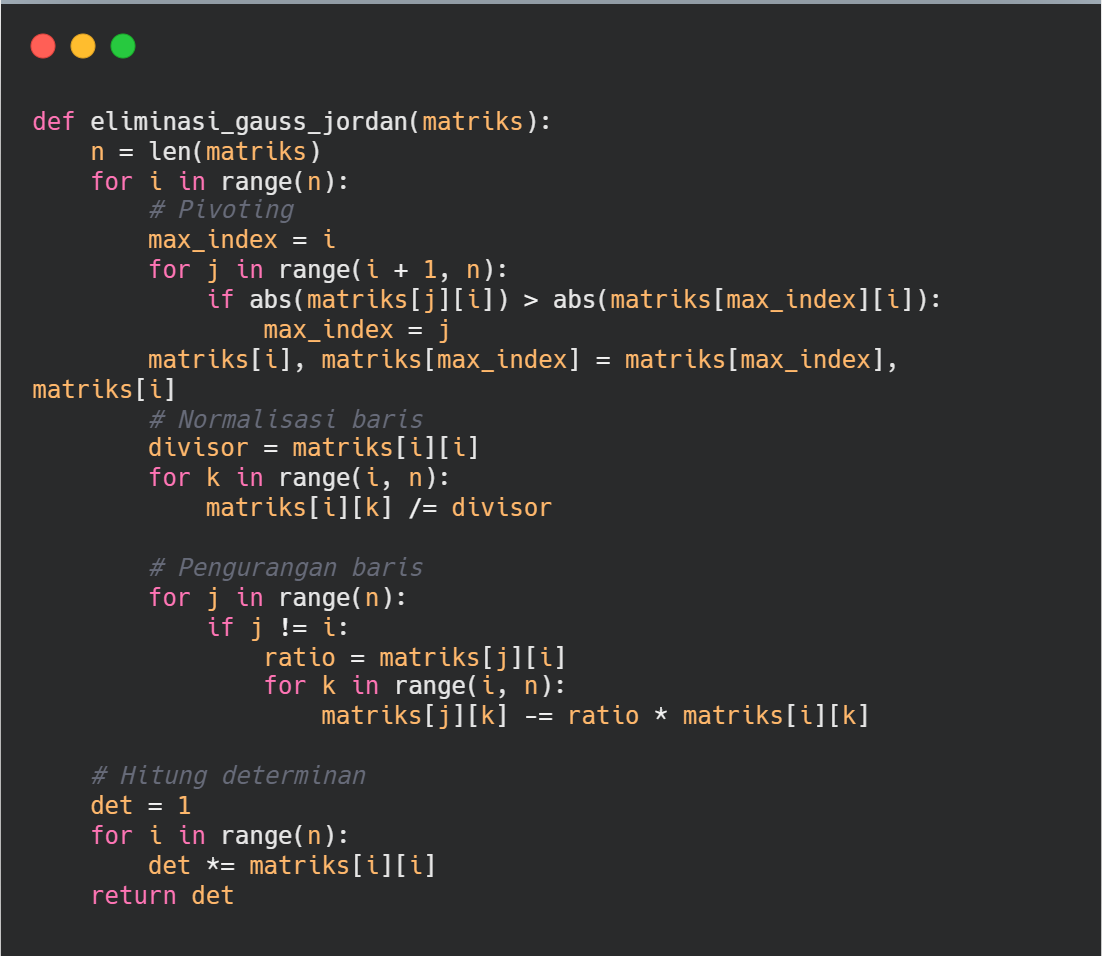 def eliminasi_gauss_jordan(matriks):
    n = len(matriks)
    for i in range(n):
        # Pivoting
        max_index = i
        for j in range(i + 1, n):
            if abs(matriks[j][i]) > abs(matriks[max_index][i]):
                max_index = j
        matriks[i], matriks[max_index] = matriks[max_index],
matriks[i]
        # Normalisasi baris
        divisor = matriks[i][i]
        for k in range(i, n):
            matriks[i][k] /= divisor

        # Pengurangan baris
        for j in range(n):
            if j != i:
                ratio = matriks[j][i]
                for k in range(i, n):
                    matriks[j][k] -= ratio * matriks[i][k]

    # Hitung determinan
    det = 1
    for i in range(n):
        det *= matriks[i][i]
    return det